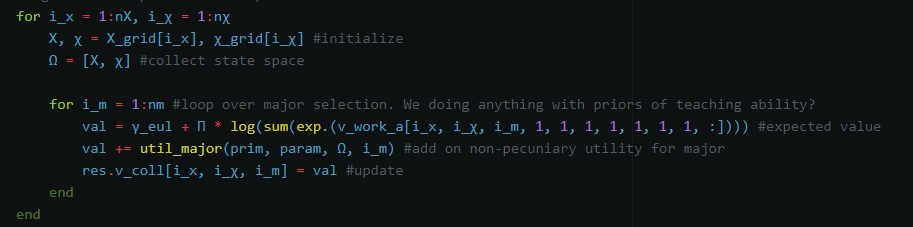 for i_x = 1:nX, i_χ = 1:nχ
X, χ = X_grid[i_x], χ_grid[i_χ] #initialize
Ω = [X, χ] #collect state space
for i_m = 1:nm #loop over major selection. We doing anything with priors of teaching ability?
val = γ_eul + Π * log(sum(exp.(v_work_a[i_x, i_χ, i_m, 1, 1, 1, 1, 1, 1, 1, :]))) #expected value
val += util_major(prim, param, Ω, i_m) #add on non-pecuniary utility for major
res.v_coll[i_x, i_χ, i_m] = val #update
end
end